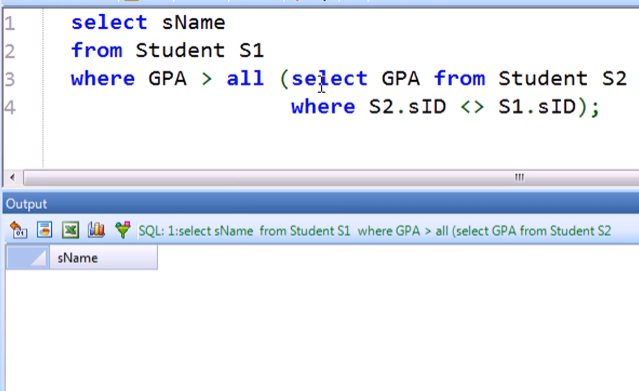 1 select sName
2 from Student S1
3 where GPA > all (select GPA from Student S2
4 where S2.sID <> S1.sID);
Output
SQL: 1:select sName from Student S1 where GPA > all (select GPA from Student S2
sName